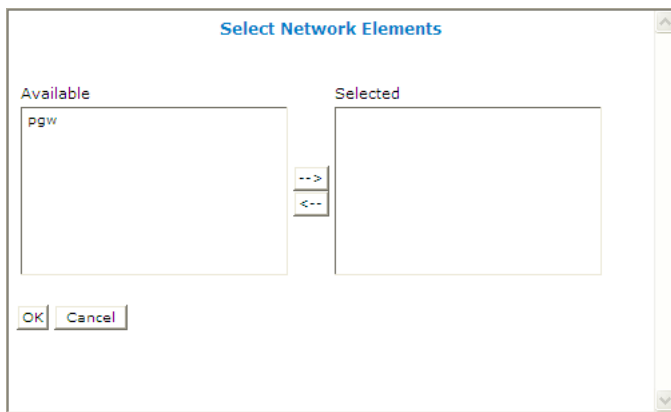 Select Network Elements
Available
Selected
pgw
-->
<--
OK
Cancel